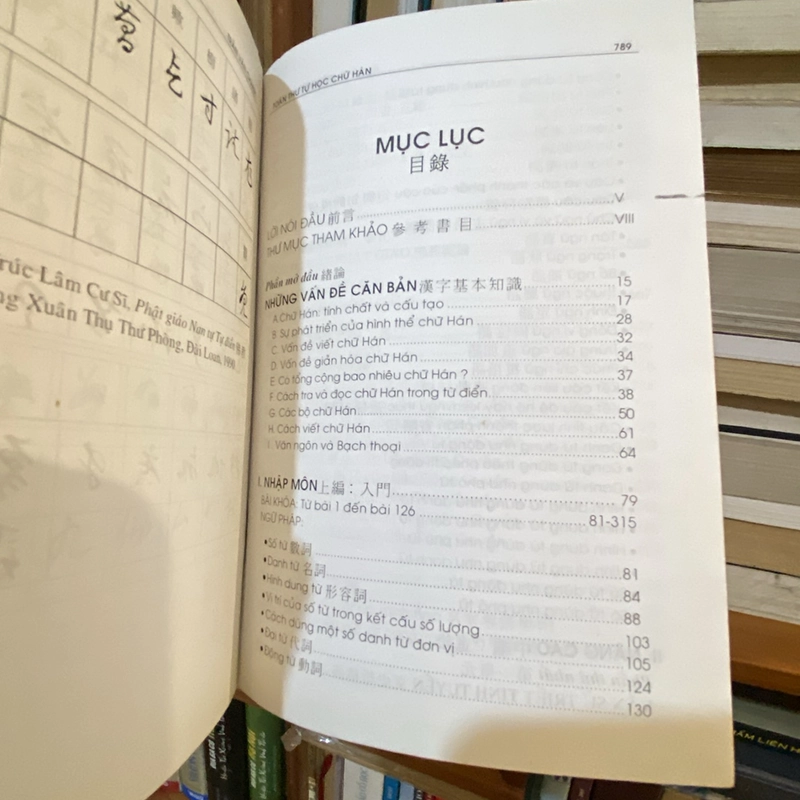 rúc Lâm Cư Sĩ, Phật giáo Nam tự Tự điển
ng Xuân Thụ Thư Phòng, Đài Loan, 1990
789
TỰ HỌC CHỮ HÁN
MỤC LỤC
目錄
LỜI NÓI ĐẦU 前言 V
THƯ MỤC THAM KHẢO 參考書目 VIII
Phần mở đầu 緒論
NHỮNG VẤN ĐỀ CĂN BẢN 漢字基本知識 15
A. Chữ Hán: tính chất và cấu tạo 17
B. Sự phát triển của hình thể chữ Hán 28
C. Vấn đề viết chữ Hán 32
D. Vấn đề giản hóa chữ Hán 34
E. Có tổng cộng bao nhiêu chữ Hán ? 37
F. Cách tra và đọc chữ Hán trong từ điển 38
G. Các bộ chữ Hán 50
H. Cách viết chữ Hán 61
I. Văn ngôn và Bạch thoại 64
I. NHẬP MÔN 上編：入門 79
BÀI KHÓA: Từ bài 1 đến bài 126 81-315
NGỮ PHÁP:
•Số từ 數詞 81
•Danh từ 名詞 84
•Hình dung từ 形容詞 88
•Vị trí của số từ trong kết cấu số lượng 103
•Cách dùng một số danh từ đơn vị 105
•Đại từ 代詞 124
•Động từ 動詞 130